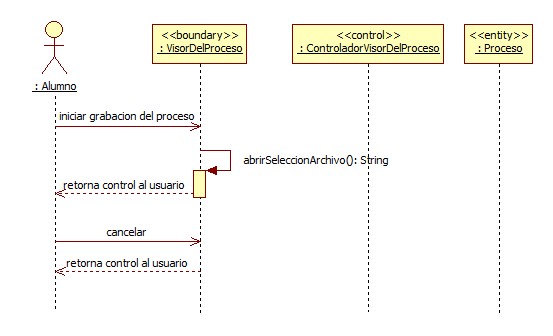 <<boundary>>
: VisorDelProceso
<<control>>
: ControladorVisorDelProceso
<<entity>>
: Proceso
: Alumno
iniciar grabacion del proceso
abrirSeleccionArchivo(): String
retorna control al usuario
cancelar
retorna control al usuario